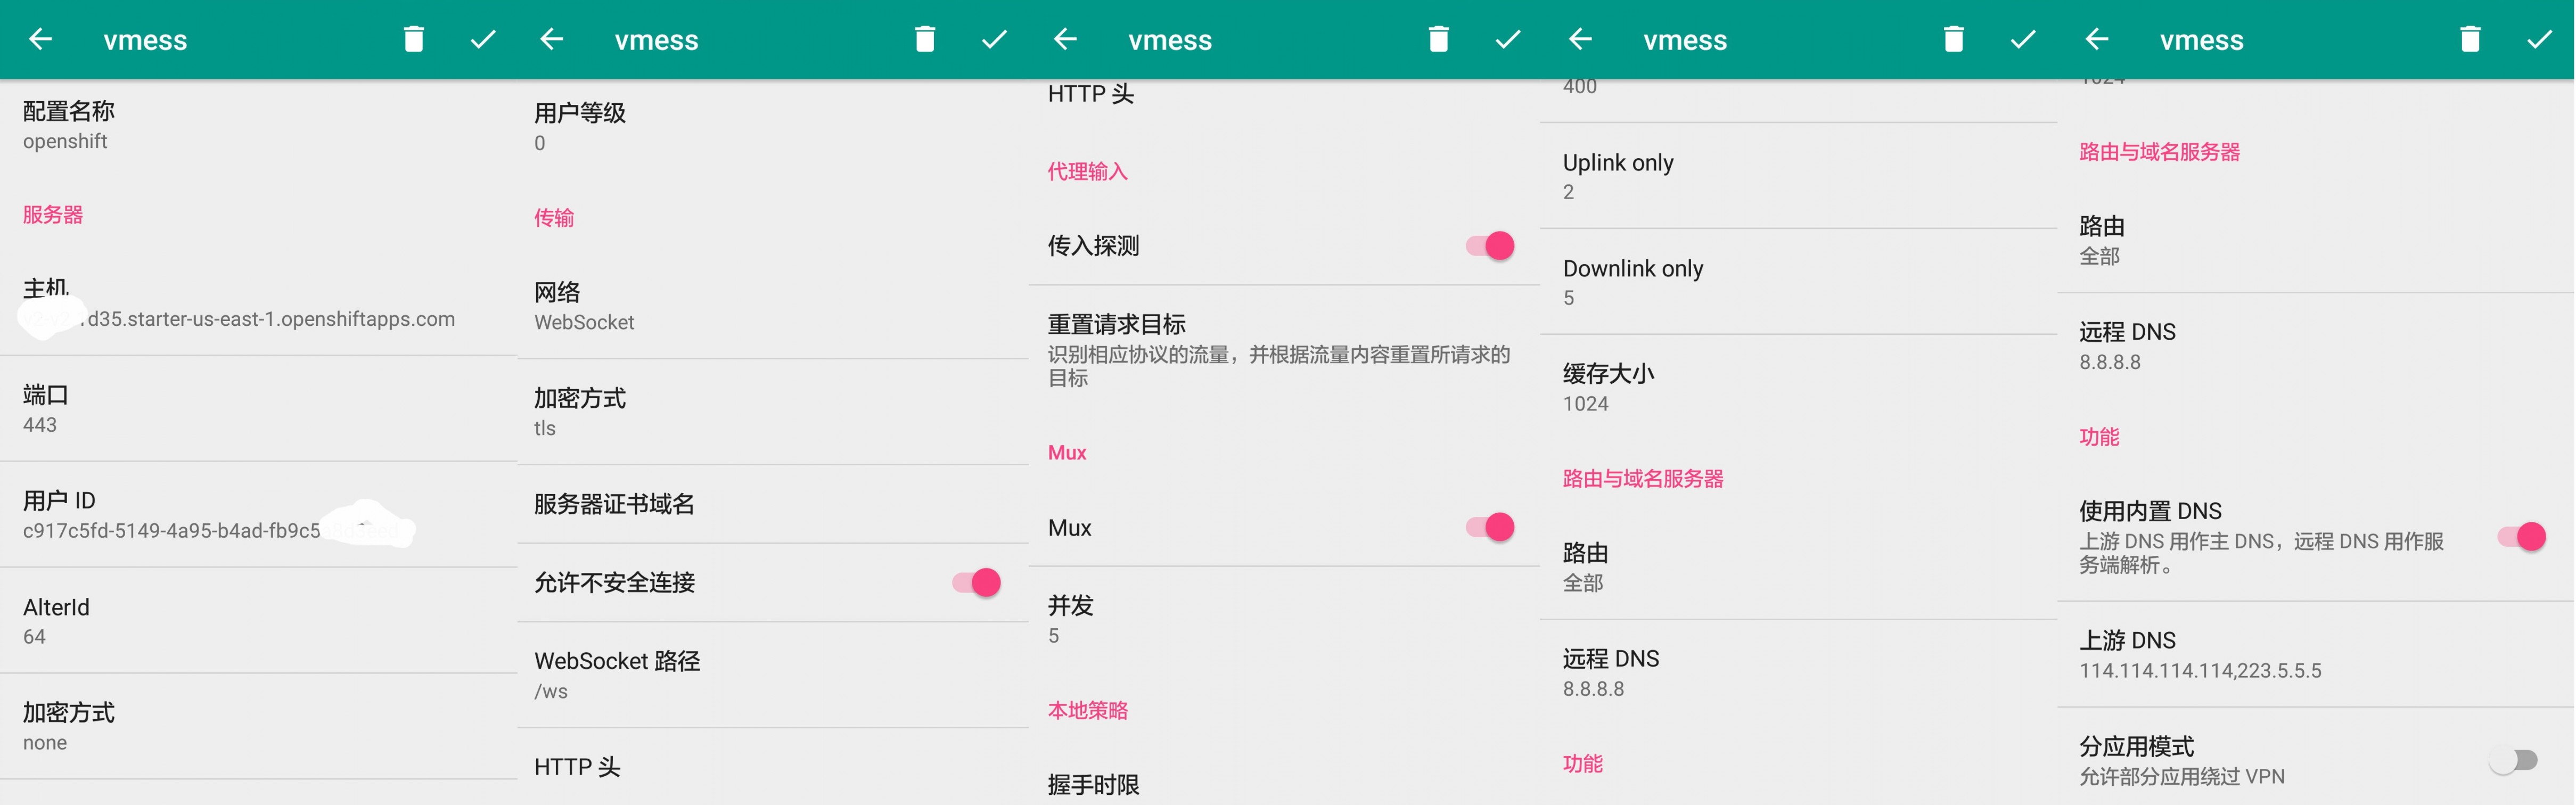 vmess
配置名称
openshift
服务器
主机
d35.starter-us-east-1.openshiftapps.com
端口
443
用户 ID
c917c5fd-5149-4a95-b4ad-fb9c5
AlterId
64
加密方式
none
vmess
用户等级
0
传输
网络
WebSocket
加密方式
tls
服务器证书域名
允许不安全连接
WebSocket 路径
/ws
HTTP 头
vmess
HTTP 头
代理输入
传入探测
重置请求目标
识别相应协议的流量，并根据流量内容重置所请求的
目标
Mux
Mux
并发
5
本地策略
握手时限
vmess
400
Uplink only
2
Downlink only
5
缓存大小
1024
路由与域名服务器
路由
全部
远程 DNS
8.8.8.8
功能
vmess
1024
路由与域名服务器
路由
全部
远程 DNS
8.8.8.8
功能
使用内置 DNS
上游 DNS 用作主 DNS，远程 DNS 用作服
务端解析。
上游 DNS
114.114.114.114,223.5.5.5
分应用模式
允许部分应用绕过 VPN